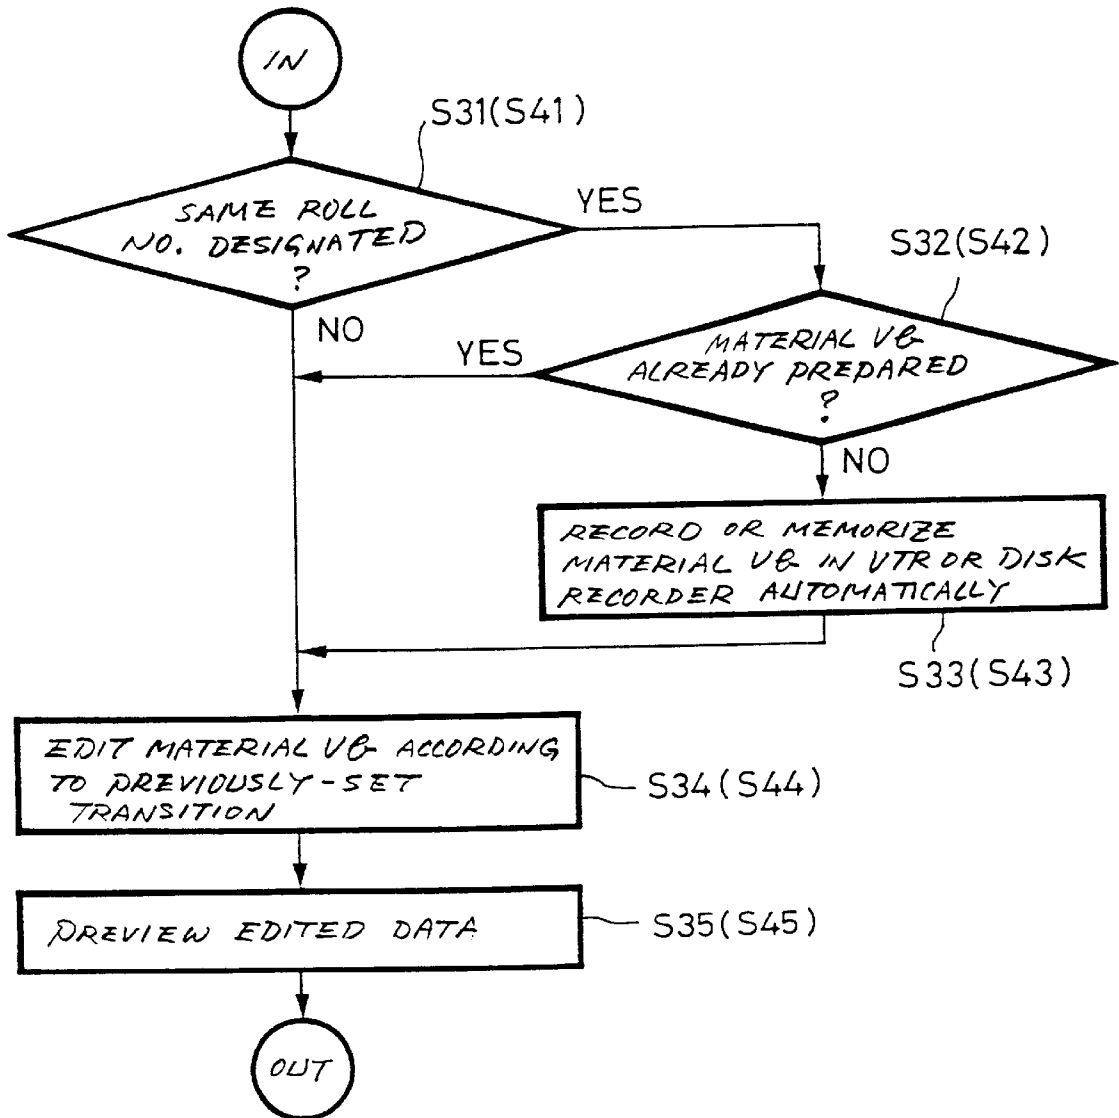 IN
S31(S41)
SAME ROLL
NO. DESIGNATED
?
YES
NO
S32(S42)
MATERIAL VB
ALREADY PREPARED
?
YES
NO
RECORD OR MEMORIZE
MATERIAL VB IN VTR OR DISK
RECORDER AUTOMATICALLY
S33(S43)
EDIT MATERIAL VB ACCORDING
TO PREVIOUSLY-SET
TRANSITION
S34(S44)
PREVIEW EDITED DATA
S35(S45)
OUT